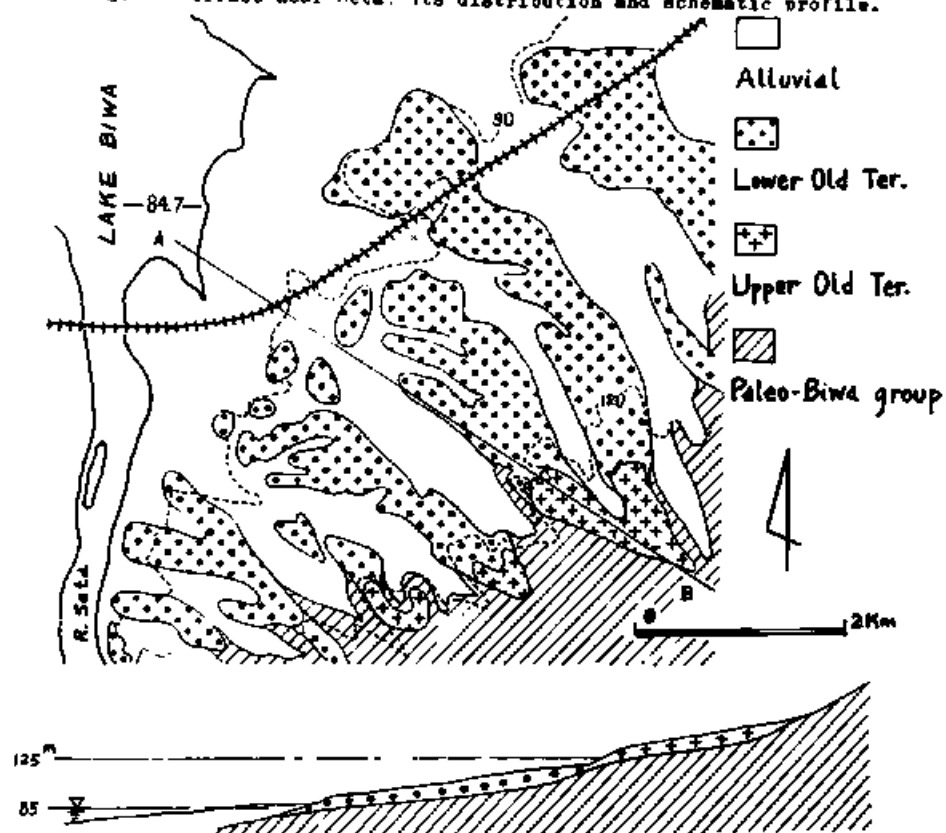 its distribution and schematic profile.
LAKE BIWA
84.7
A
90
120
R. Seta
B
0 2Km
Alluvial
Lower Old Ter.
Upper Old Ter.
Paleo-Biwa group
125m
85